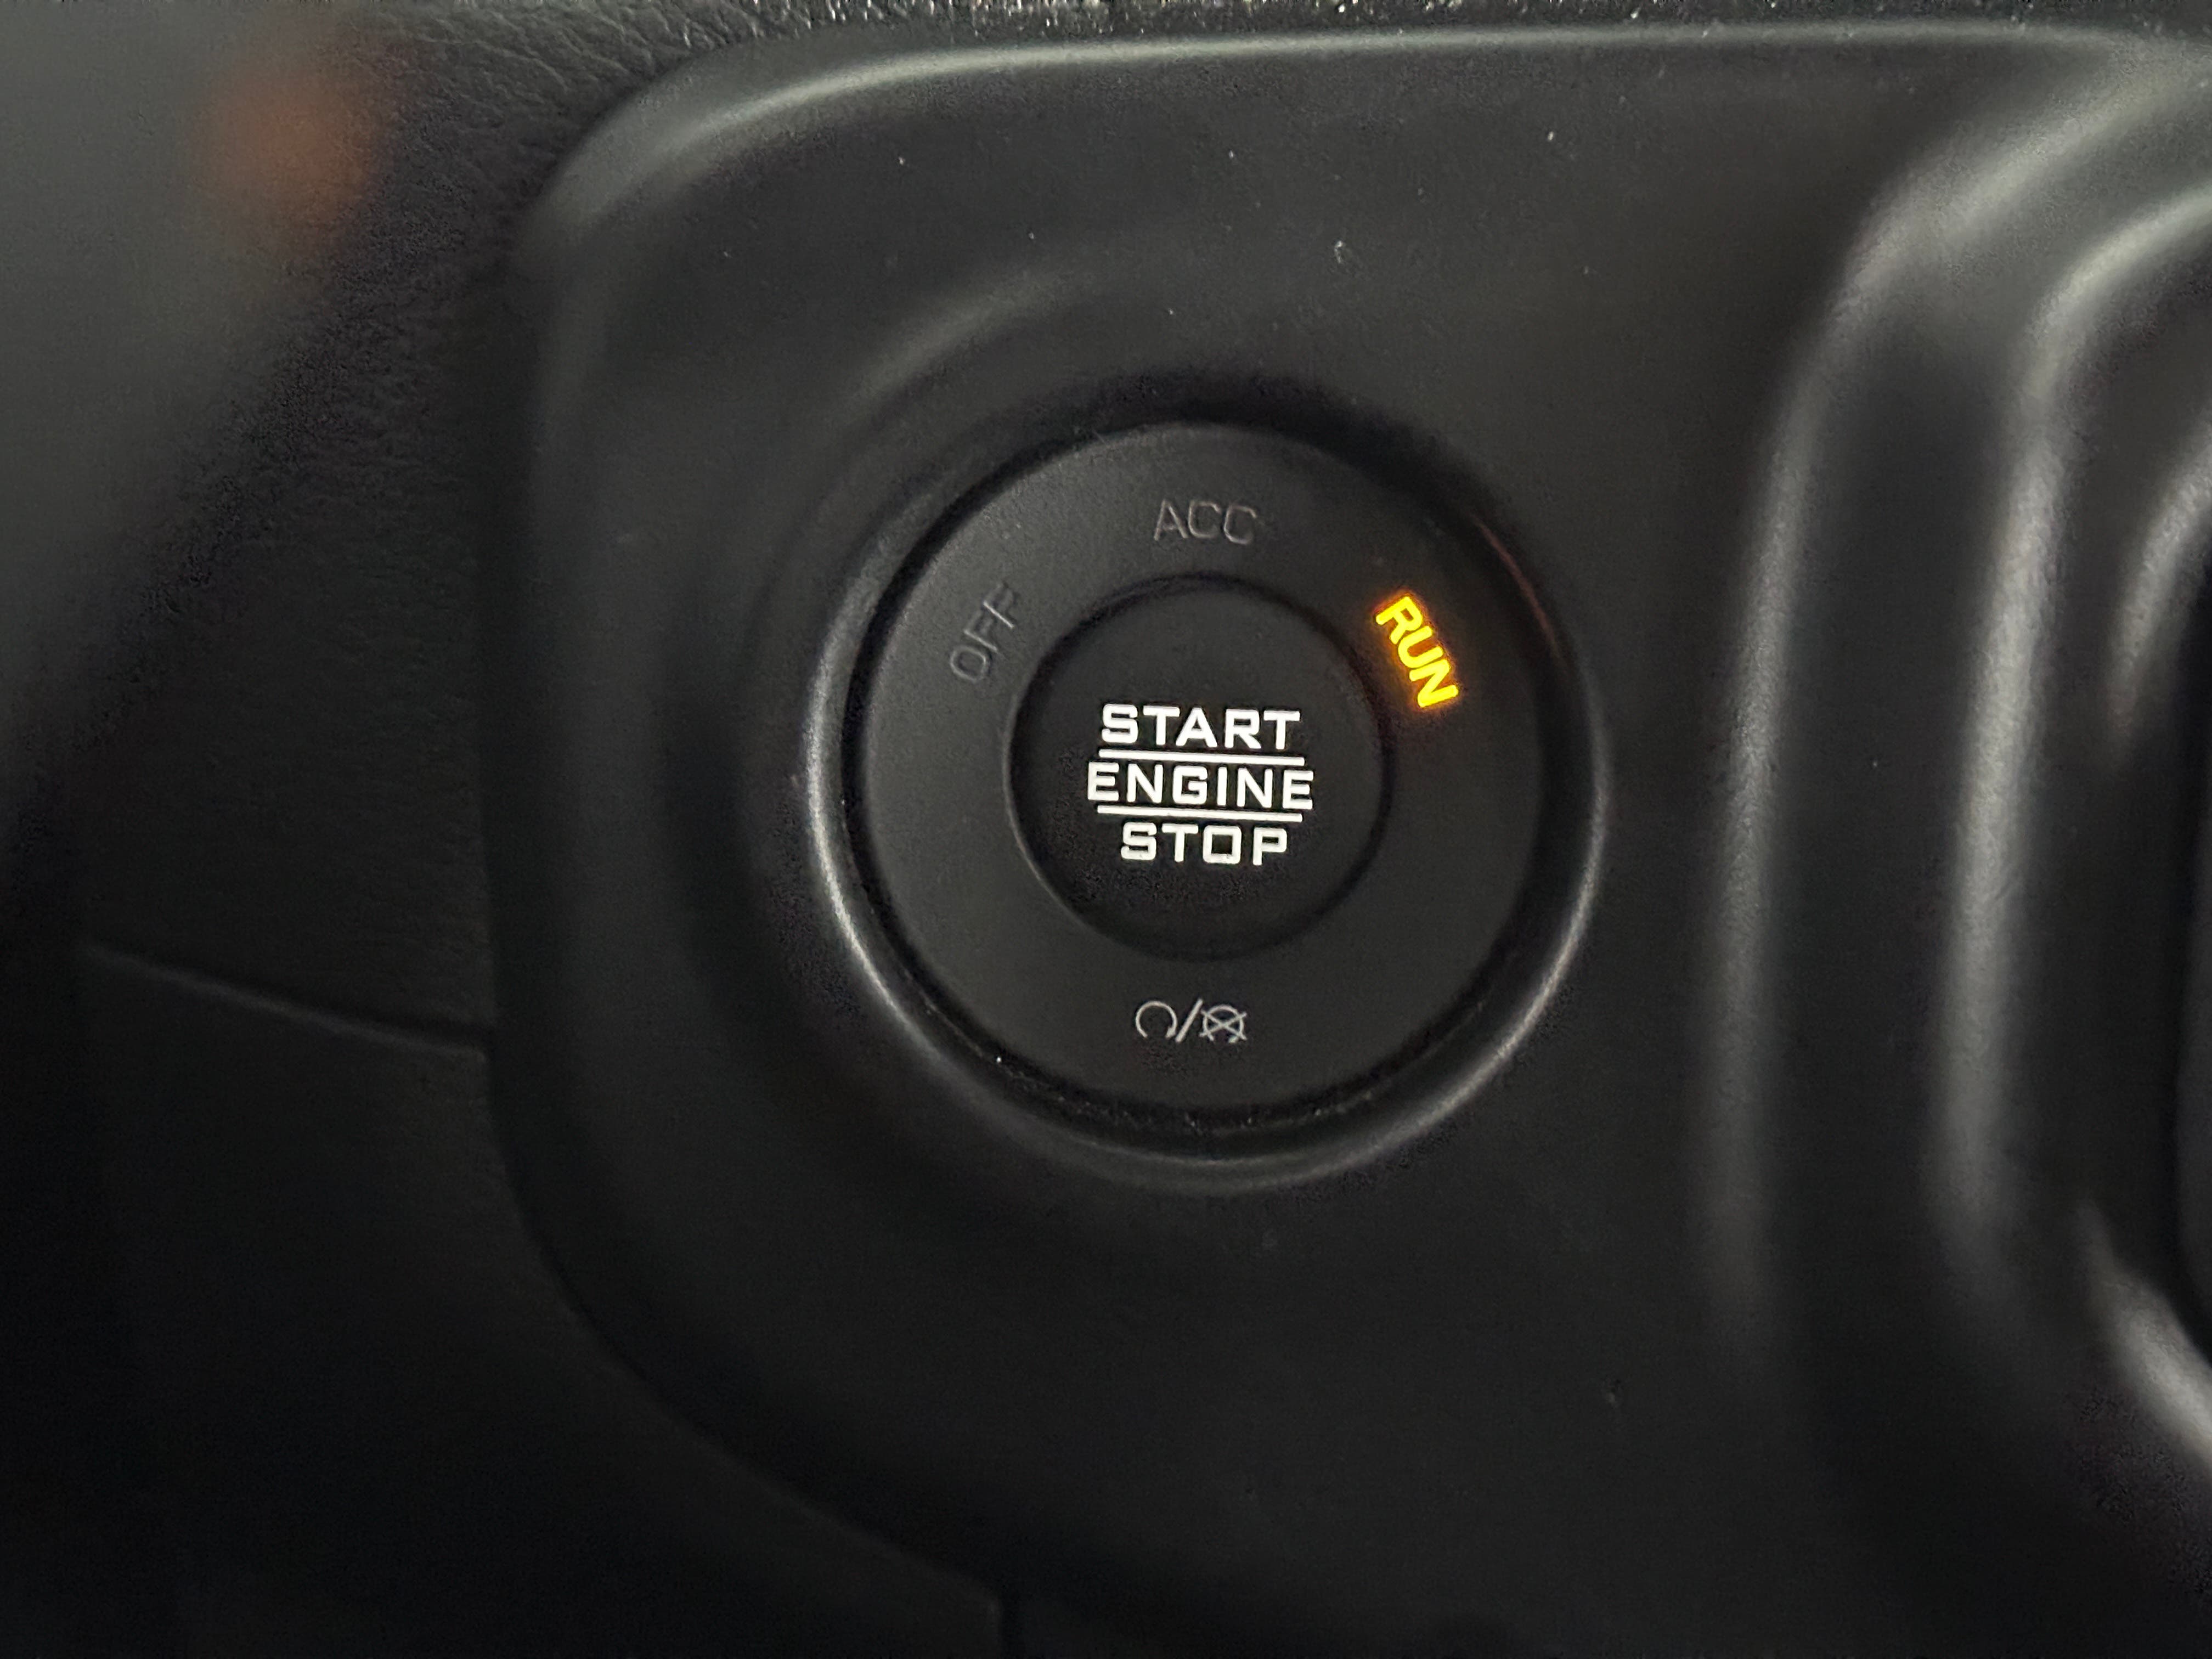 ACC
OFF
RUN
START
ENGINE
STOP